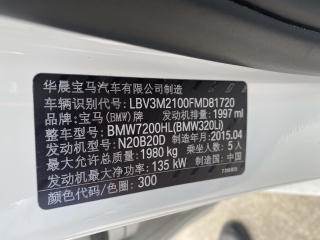 华晨宝马汽车有限公司制造
车辆识别代号: LBV3M2100FMD81720
品牌: 宝马(BMW)牌 发动机排量: 1997 ml
整车型号: BMW7200HL(BMW320Li)
发动机型号: N20B20D 制造年月: 2015.04
最大允许总质量: 1980 kg 乘坐人数: 5 人
发动机最大净功率: 135 kW 制造国: 中国
颜色代码/色圈: 300